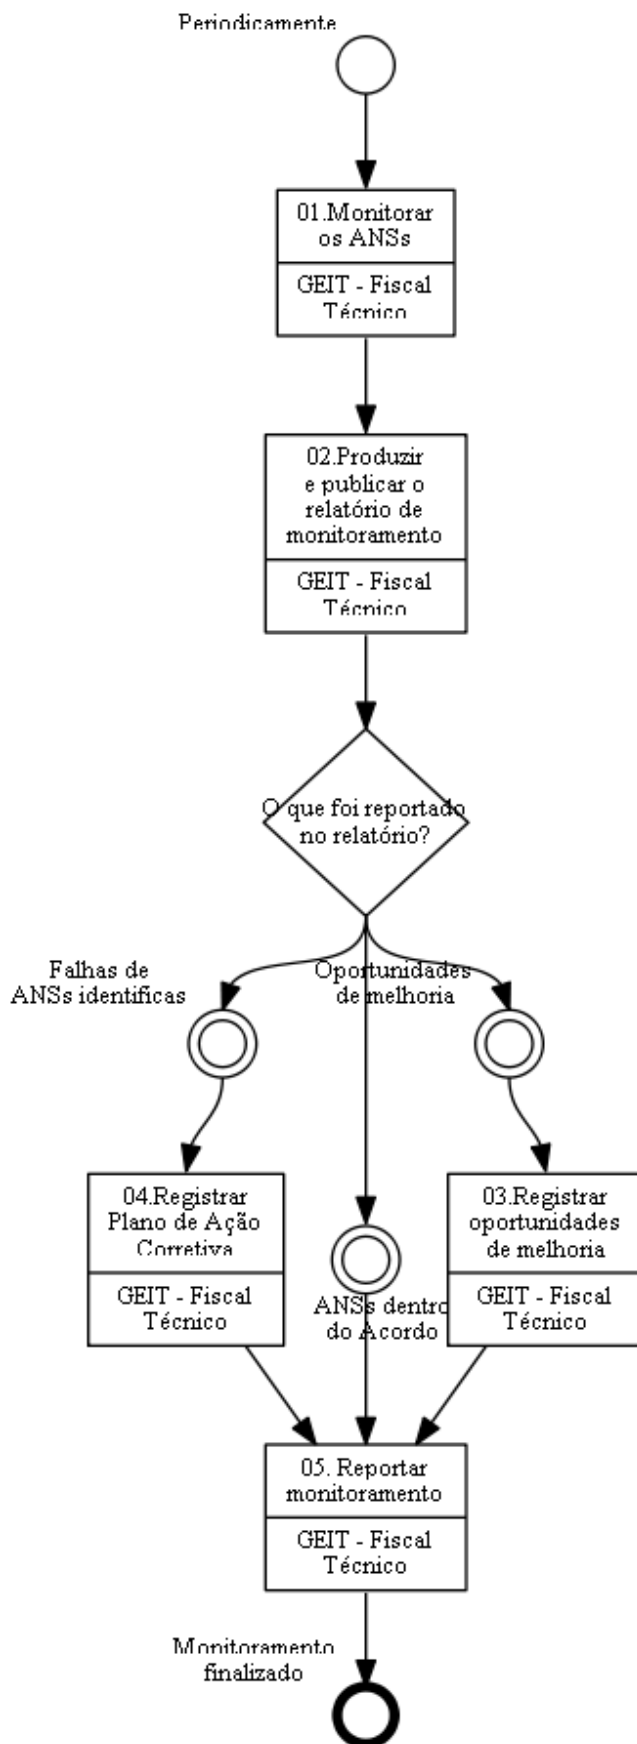 Periodicamente
01.Monitorar
os ANSs
GEIT - Fiscal
Técnico
02.Produzir
e publicar o
relatório de
monitoramento
GEIT - Fiscal
Técnico
O que foi reportado
no relatório?
Falhas de
ANSs identificas
Oportunidades
de melhoria
04.Registrar
Plano de Ação
Corretiva
GEIT - Fiscal
Técnico
ANSs dentro
do Acordo
03.Registrar
oportunidades
de melhoria
GEIT - Fiscal
Técnico
05. Reportar
monitoramento
GEIT - Fiscal
Técnico
Monitoramento
finalizado